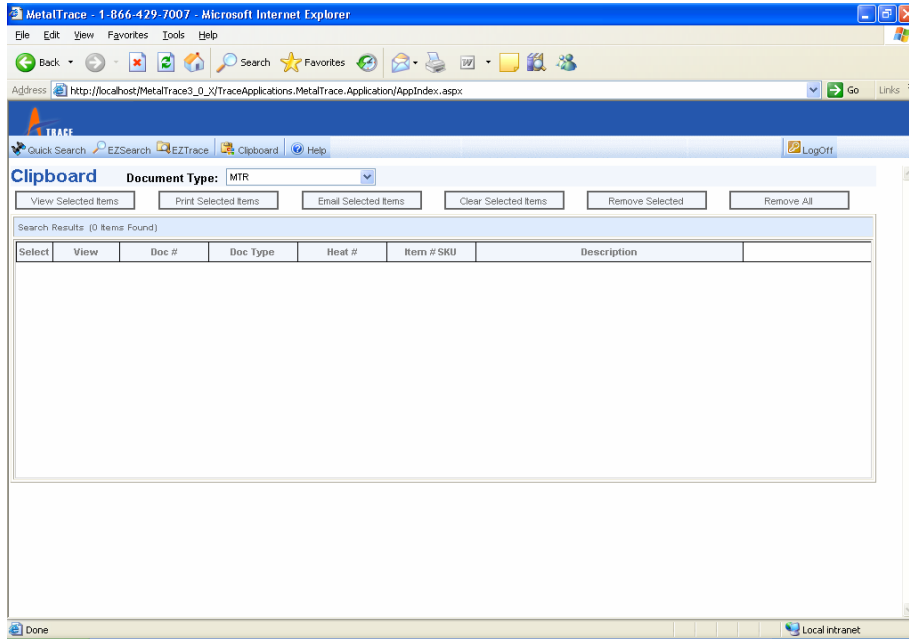 MetalTrace - 1-866-429-7007 - Microsoft Internet Explorer
File Edit View Favorites Tools Help
Back Search Favorites
Address http://localhost/MetalTrace3_0_X/TraceApplications.MetalTrace.Application/AppIndex.aspx Go Links
TRACE
Quick Search EZSearch EZTrace Clipboard Help LogOff
Clipboard Document Type: MTR
View Selected Items Print Selected Items Email Selected Items Clear Selected Items Remove Selected Remove All
Search Results (0 Items Found)
Select View Doc # Doc Type Heat # Item # SKU Description
Done Local intranet